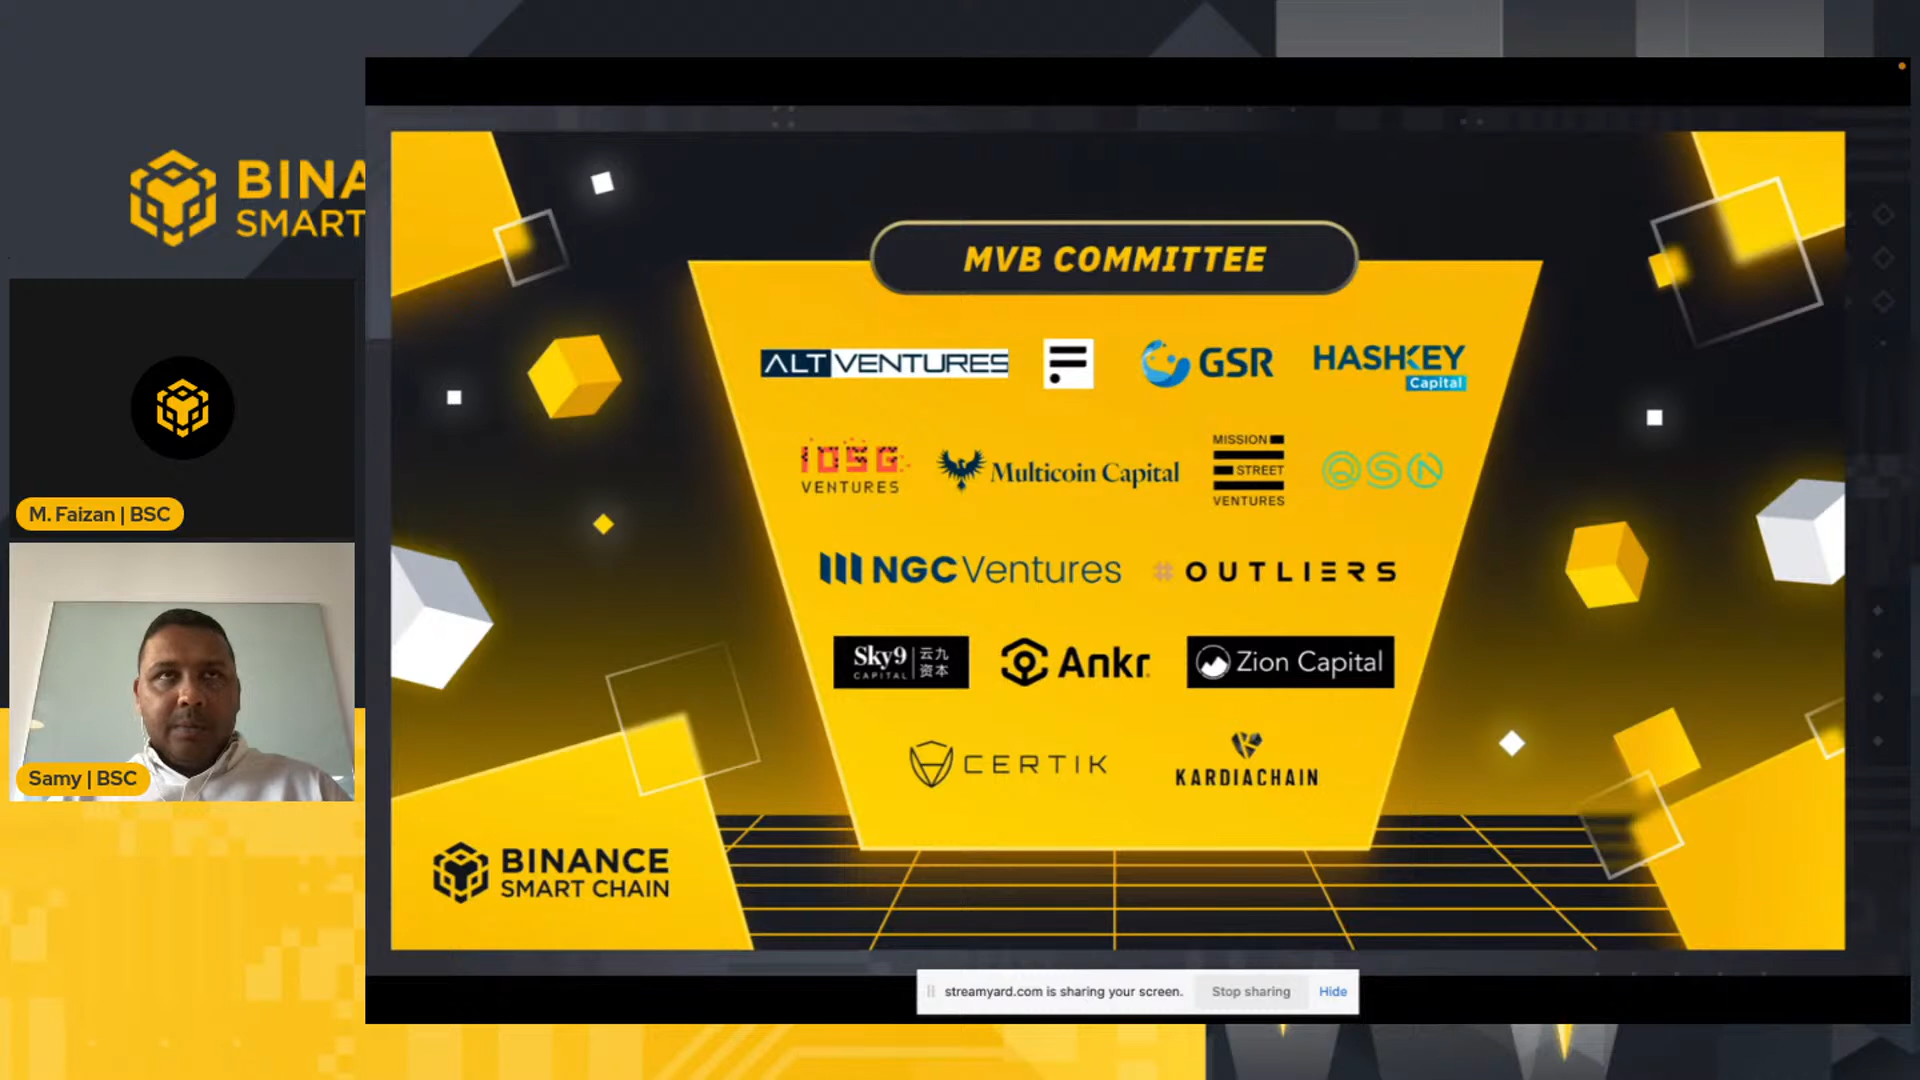 BINA
SMART
M. Faizan | BSC
Samy | BSC
MVB COMMITTEE
ALTVENTURES
GSR
HASHKEY
Capital
IOSG
VENTURES
Multicoin Capital
MISSION
STREET
VENTURES
QSN
NGC Ventures
#OUTLIERS
Sky9
CAPITAL
云九
资本
Ankr.
Zion Capital
CERTIK
KARDIACHAIN
BINANCE
SMART CHAIN
streamyard.com is sharing your screen. Stop sharing Hide